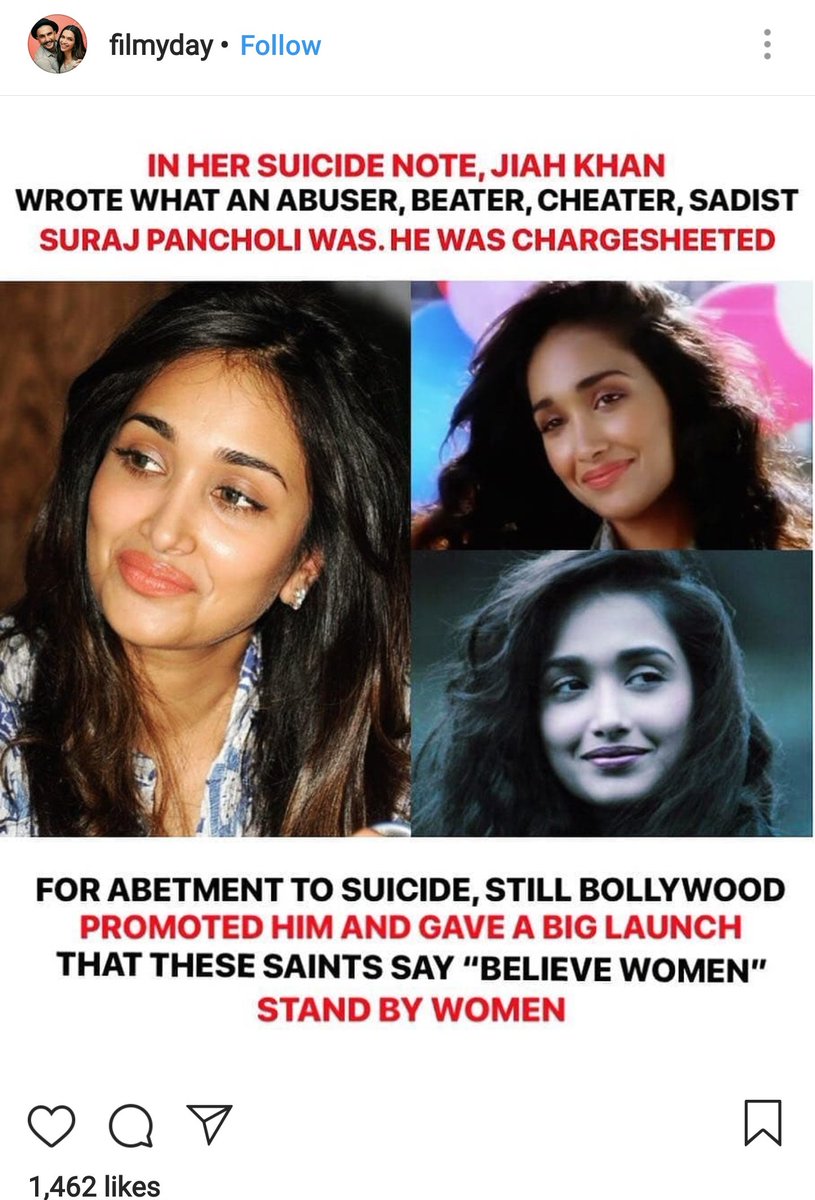 filmyday • Follow
IN HER SUICIDE NOTE, JIAH KHAN
WROTE WHAT AN ABUSER, BEATER, CHEATER, SADIST
SURAJ PANCHOLI WAS. HE WAS CHARGESHEETED
FOR ABETMENT TO SUICIDE, STILL BOLLYWOOD
PROMOTED HIM AND GAVE A BIG LAUNCH
THAT THESE SAINTS SAY "BELIEVE WOMEN"
STAND BY WOMEN
1,462 likes